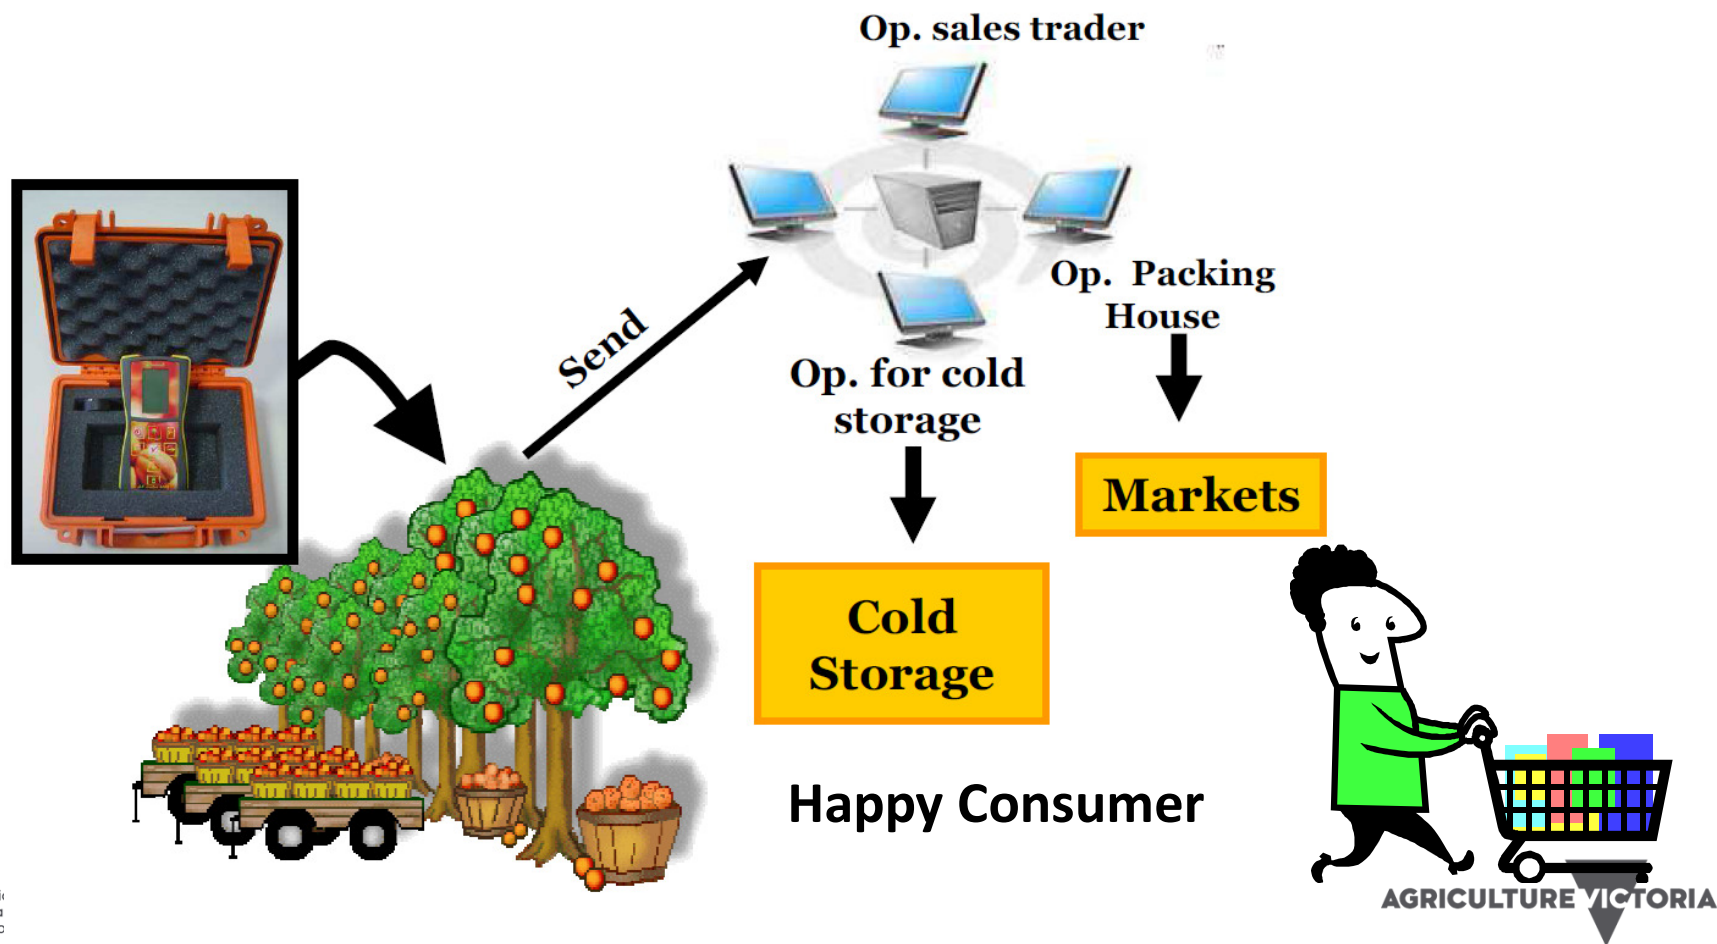 Op. sales trader
Send
Op. Packing
House
Op. for cold
storage
Markets
Cold
Storage
Happy Consumer
AGRICULTURE VICTORIA